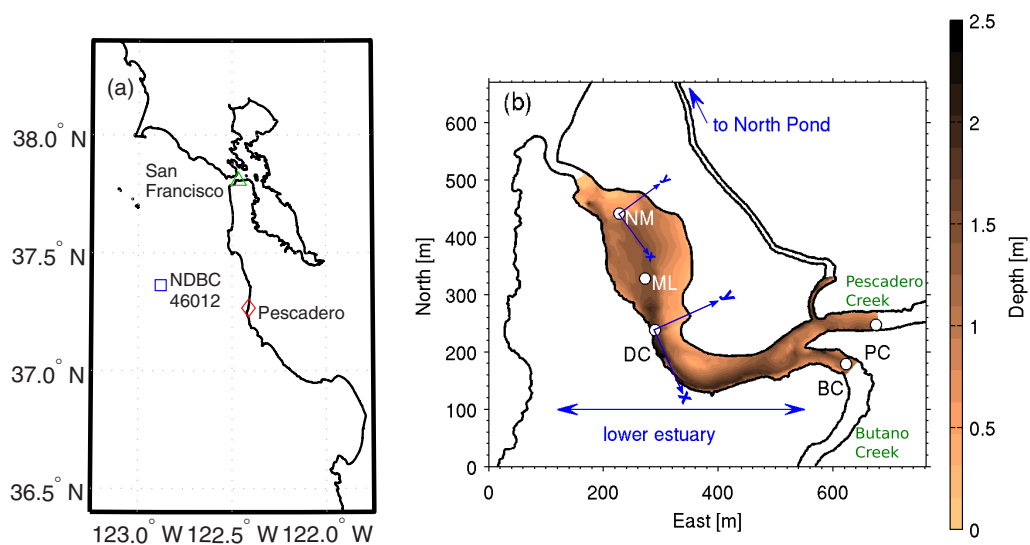 (a)
38.0° N
37.5° N
37.0° N
36.5° N
123.0° W
122.5° W
122.0° W
San
Francisco
NDBC
46012
Pescadero
(b)
to North Pond
NM
ML
DC
PC
BC
y
x
y
x
Pescadero
Creek
Butano
Creek
lower estuary
North [m]
600
500
400
300
200
100
0
0
200
400
600
East [m]
2.5
2
1.5
1
0.5
0
Depth [m]